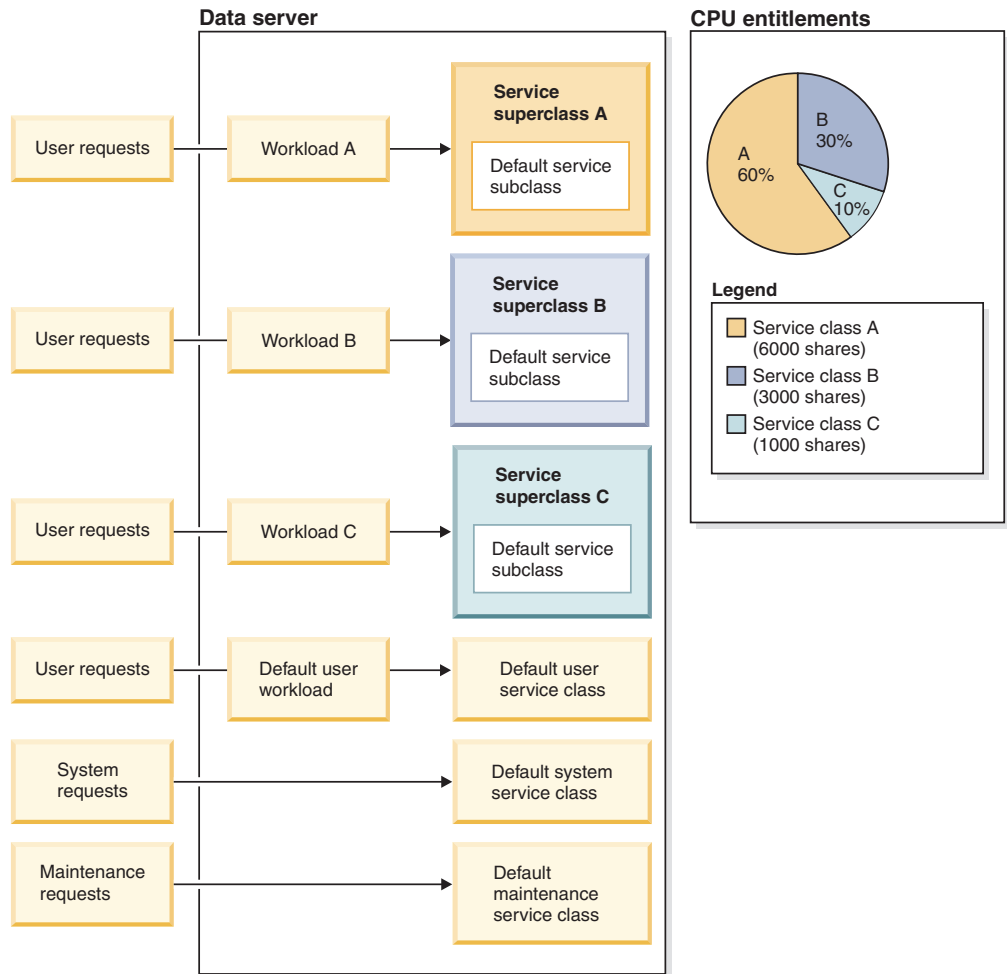 Data server
User requests
Workload A
Service
superclass A
Default service
subclass
User requests
Workload B
Service
superclass B
Default service
subclass
User requests
Workload C
Service
superclass C
Default service
subclass
User requests
Default user
workload
Default user
service class
System
requests
Default system
service class
Maintenance
requests
Default
maintenance
service class
CPU entitlements
A
60%
B
30%
C
10%
Legend
Service class A
(6000 shares)
Service class B
(3000 shares)
Service class C
(1000 shares)